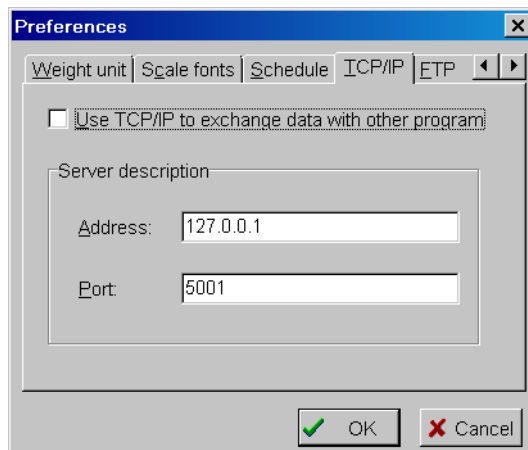 Preferences
Weight unit Scale fonts Schedule TCP/IP FTP
Use TCP/IP to exchange data with other program
Server description
Address: 127.0.0.1
Port: 5001
OK Cancel